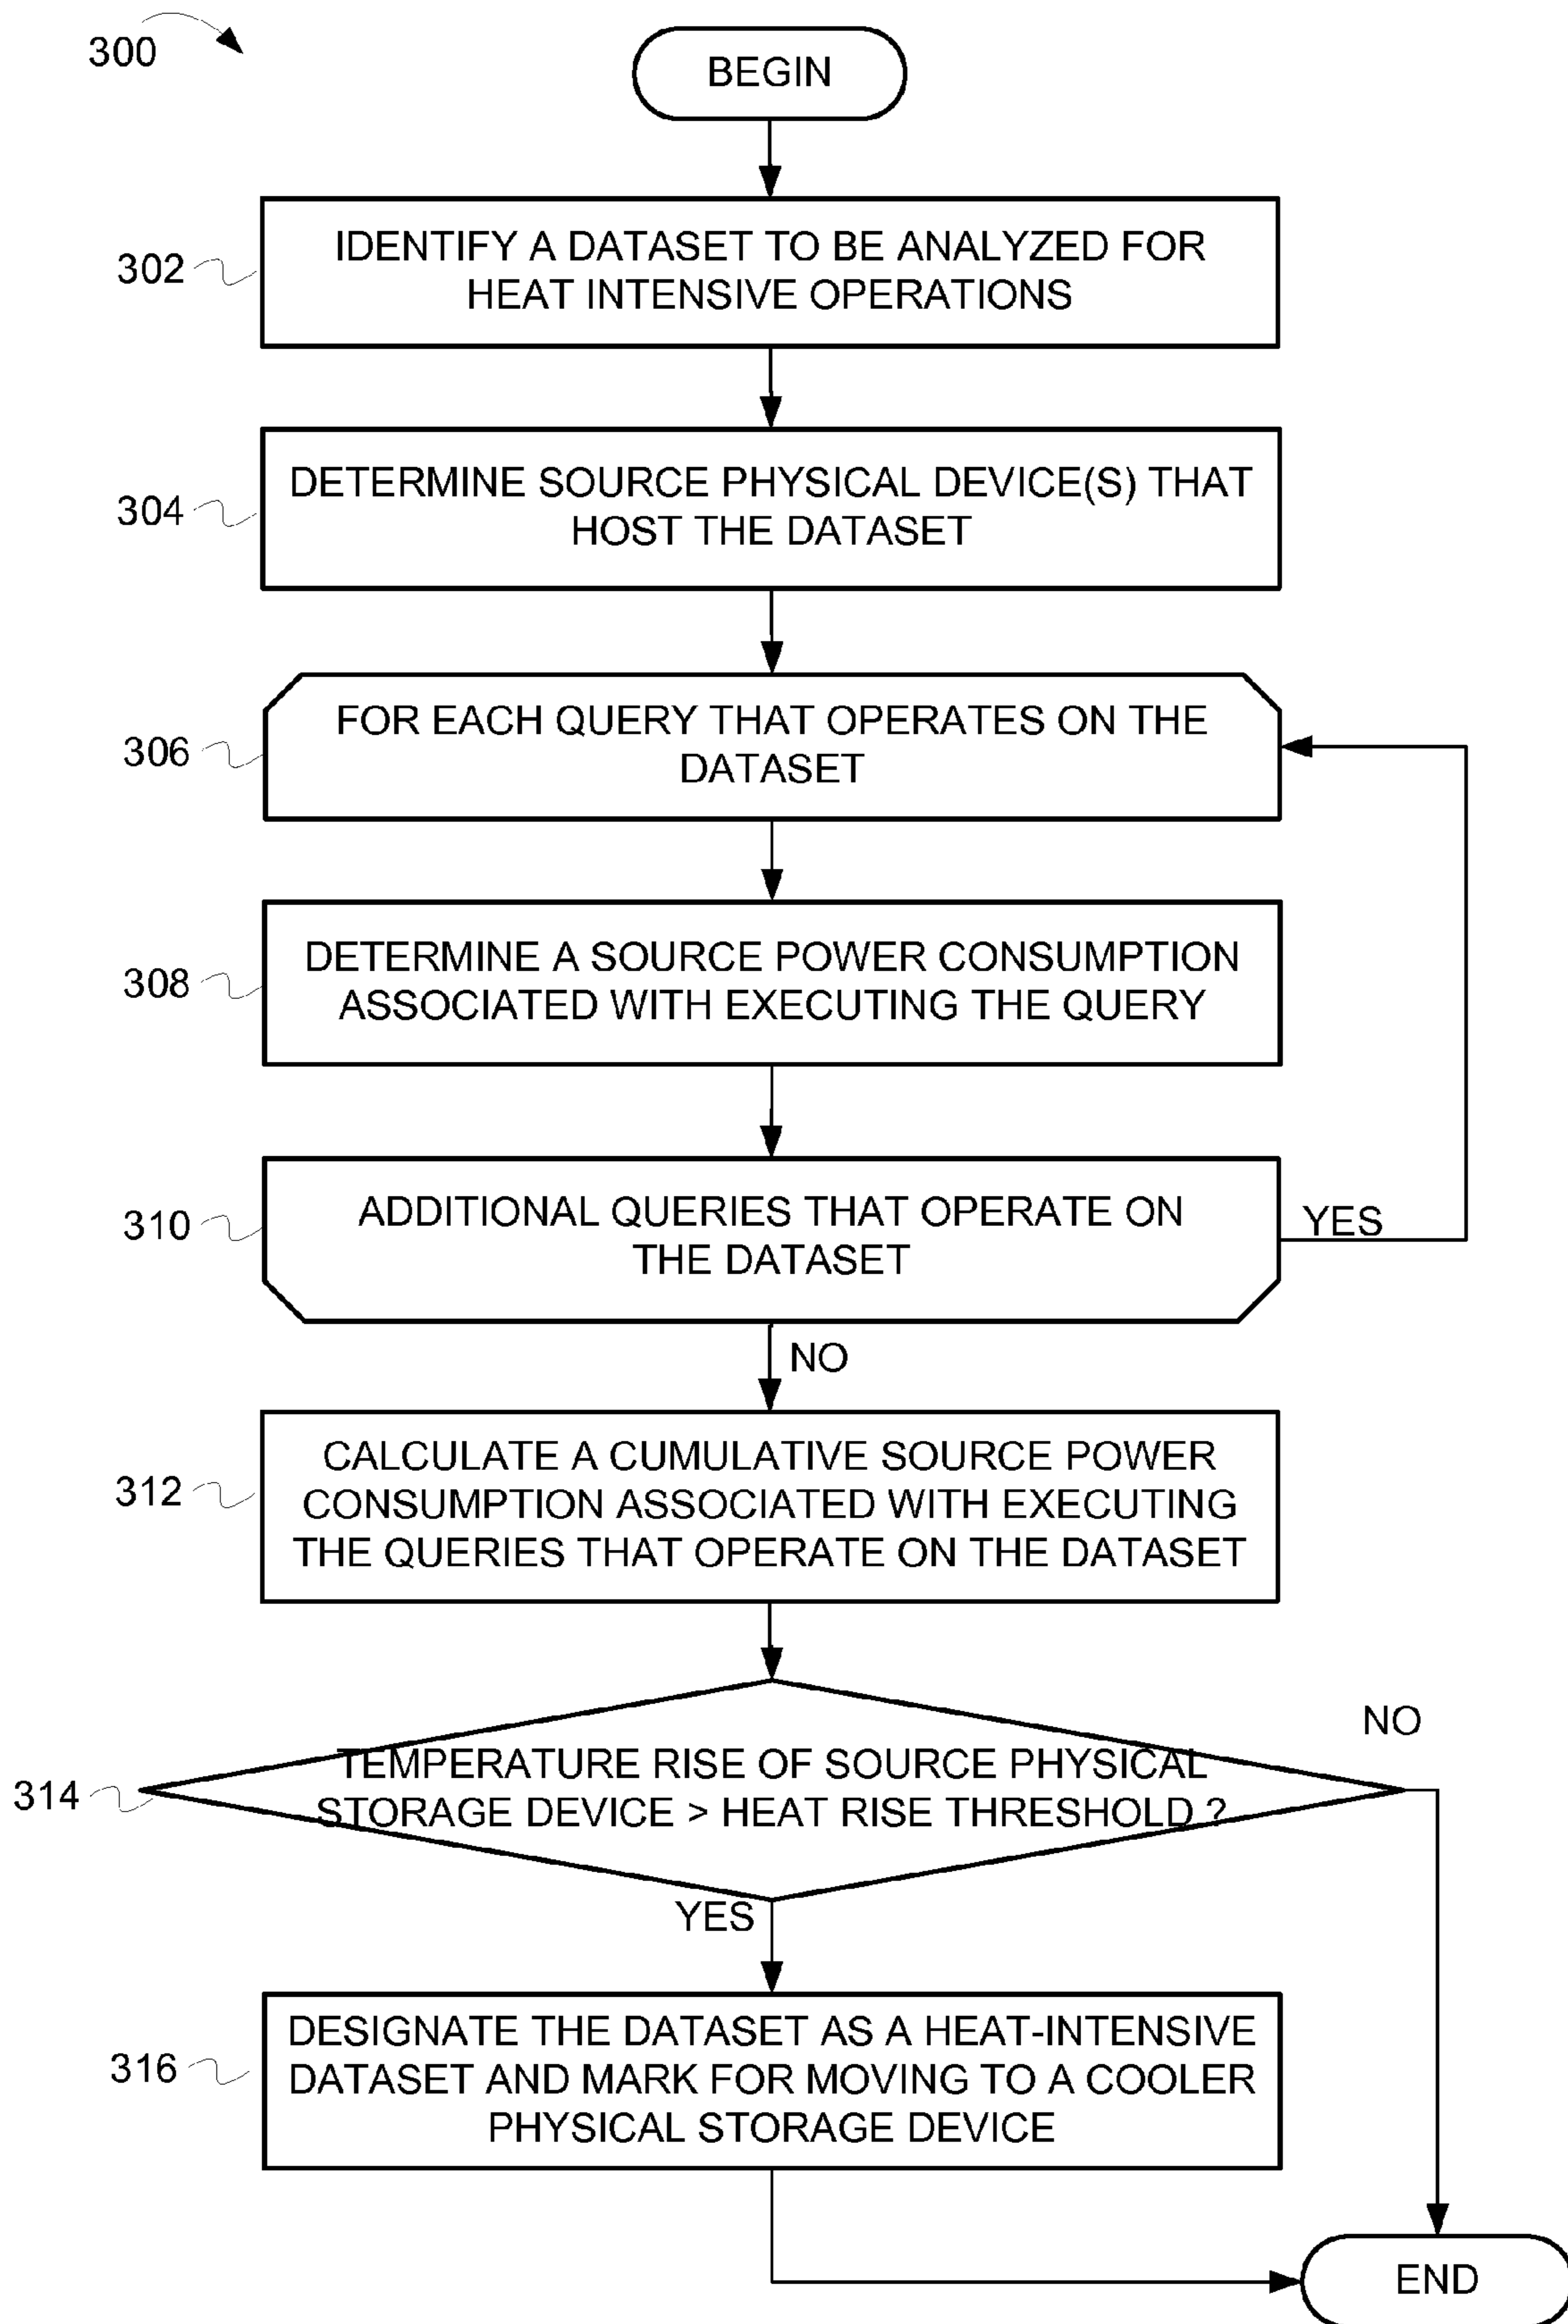 300
BEGIN
302
IDENTIFY A DATASET TO BE ANALYZED FOR
HEAT INTENSIVE OPERATIONS
304
DETERMINE SOURCE PHYSICAL DEVICE(S) THAT
HOST THE DATASET
306
FOR EACH QUERY THAT OPERATES ON THE
DATASET
308
DETERMINE A SOURCE POWER CONSUMPTION
ASSOCIATED WITH EXECUTING THE QUERY
310
ADDITIONAL QUERIES THAT OPERATE ON
THE DATASET
YES
NO
312
CALCULATE A CUMULATIVE SOURCE POWER
CONSUMPTION ASSOCIATED WITH EXECUTING
THE QUERIES THAT OPERATE ON THE DATASET
314
TEMPERATURE RISE OF SOURCE PHYSICAL
STORAGE DEVICE > HEAT RISE THRESHOLD ?
NO
YES
316
DESIGNATE THE DATASET AS A HEAT-INTENSIVE
DATASET AND MARK FOR MOVING TO A COOLER
PHYSICAL STORAGE DEVICE
END